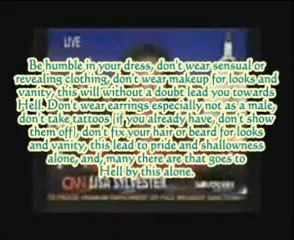 LIVE
Be humble in your dress, don't wear sensual or
revealing clothing, don't wear makeup for looks and
vanity, this will without a doubt lead you towards
Hell. Don't wear earrings especially not as a male,
don't take tattoos (if you already have, don't show
them off), don't fix your hair or beard for looks
and vanity, this lead to pride and shallowness
alone, and, many there are that goes to
Hell by this alone.
CNN LISA SYLVESTER